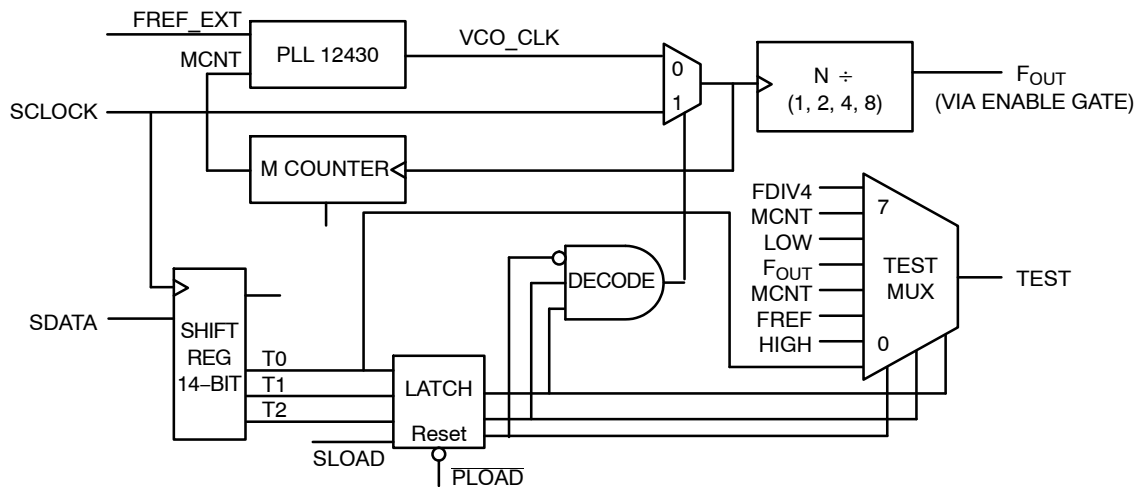 FREF_EXT
MCNT
PLL 12430
VCO_CLK
SCLOCK
0
1
N ÷
(1, 2, 4, 8)
FOUT
(VIA ENABLE GATE)
M COUNTER
SDATA
SHIFT
REG
14–BIT
T0
T1
T2
LATCH
Reset
SLOAD
PLOAD
DECODE
FDIV4
MCNT
LOW
FOUT
MCNT
FREF
HIGH
7
TEST
MUX
0
TEST